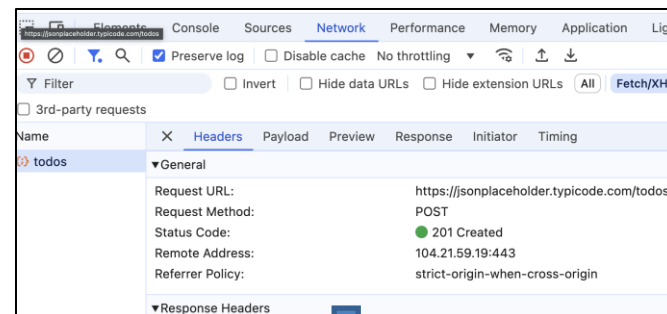 Elements Console Sources Network Performance Memory Application Lig
https://jsonplaceholder.typicode.com/todos
Preserve log Disable cache No throttling
Filter Invert Hide data URLs Hide extension URLs All Fetch/XH
3rd-party requests
Name Headers Payload Preview Response Initiator Timing
todos
General
Request URL: https://jsonplaceholder.typicode.com/todos
Request Method: POST
Status Code: 201 Created
Remote Address: 104.21.59.19:443
Referrer Policy: strict-origin-when-cross-origin
Response Headers